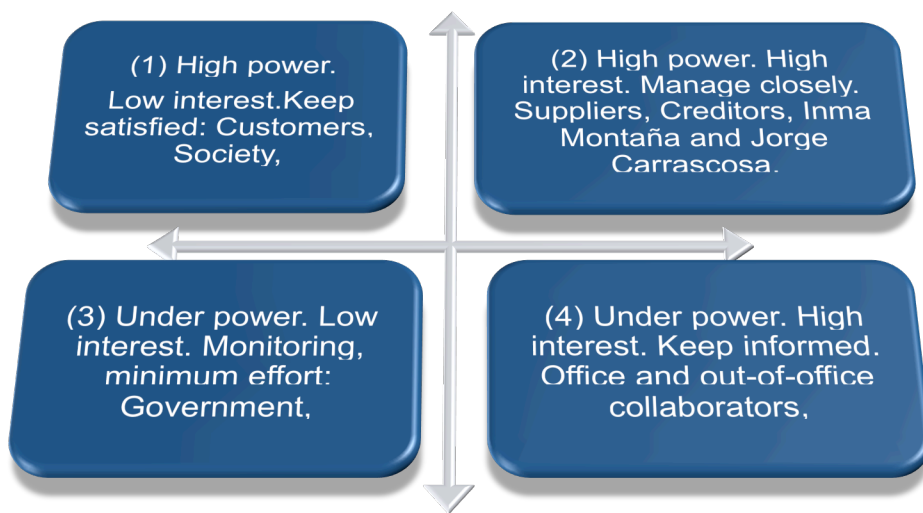 (1) High power.
Low interest.Keep
satisfied: Customers,
Society,
(2) High power. High
interest. Manage closely.
Suppliers, Creditors, Inma
Montaña and Jorge
Carrascosa.
(3) Under power. Low
interest. Monitoring,
minimum effort:
Government,
(4) Under power. High
interest. Keep informed.
Office and out-of-office
collaborators,